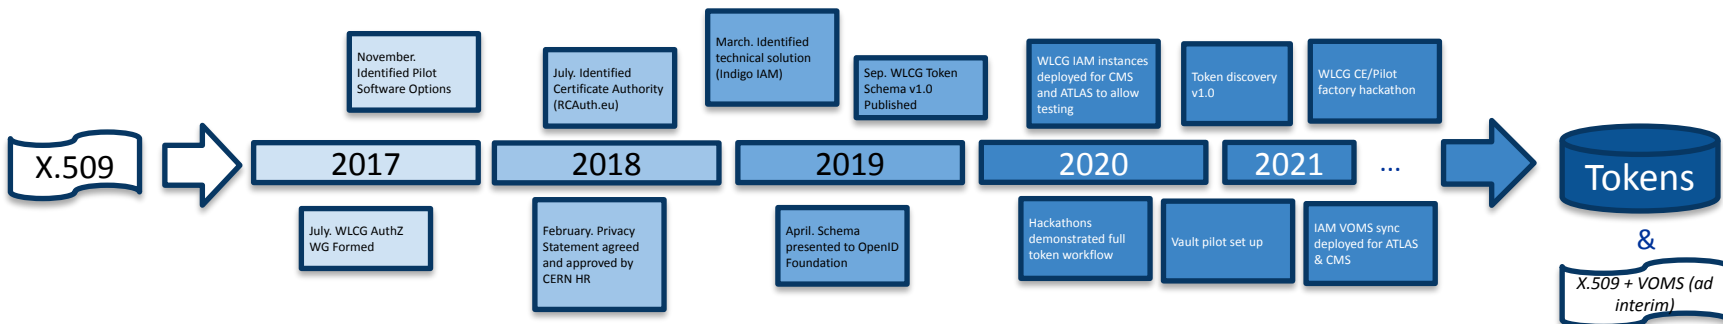 X.509
November.
Identified Pilot
Software Options
2017
July. WLCG AuthZ
WG Formed
July. Identified
Certificate Authority
(RCAuth.eu)
2018
February. Privacy
Statement agreed
and approved by
CERN HR
March. Identified
technical solution
(Indigo IAM)
Sep. WLCG Token
Schema v1.0
Published
2019
April. Schema
presented to OpenID
Foundation
WLCG IAM instances
deployed for CMS
and ATLAS to allow
testing
2020
Hackathons
demonstrated full
token workflow
Token discovery
v1.0
WLCG CE/Pilot
factory hackathon
2021
...
Vault pilot set up
IAM VOMS sync
deployed for ATLAS
& CMS
Tokens
&
X.509 + VOMS (ad
interim)